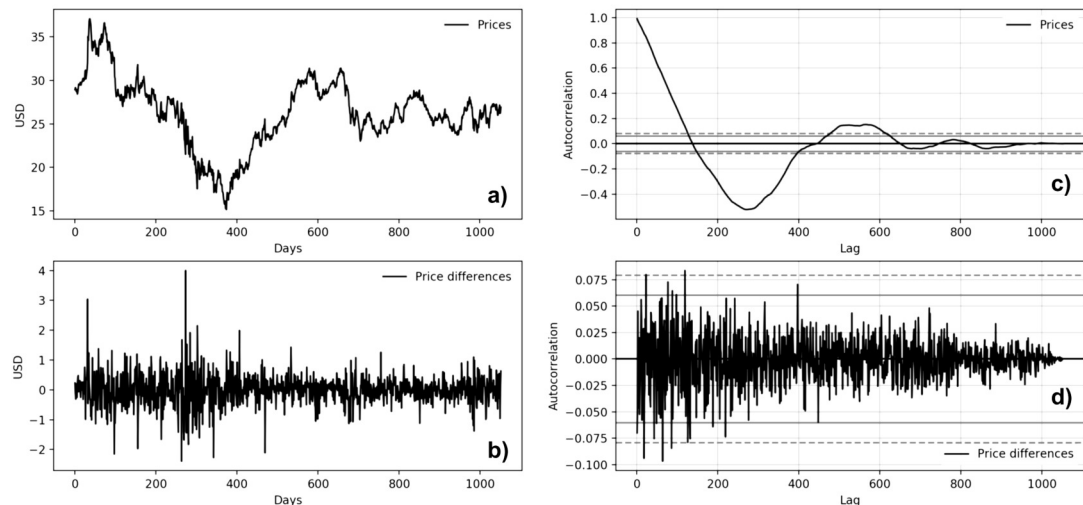 Prices
35
30
25
20
15
USD
a)
0 200 400 600 800 1000
Days
Price differences
4
3
2
1
0
−1
−2
USD
b)
0 200 400 600 800 1000
Days
Prices
1.0
0.8
0.6
0.4
0.2
0.0
−0.2
−0.4
Autocorrelation
c)
0 200 400 600 800 1000
Lag
0.075
0.050
0.025
0.000
−0.025
−0.050
−0.075
−0.100
Autocorrelation
d)
Price differences
0 200 400 600 800 1000
Lag